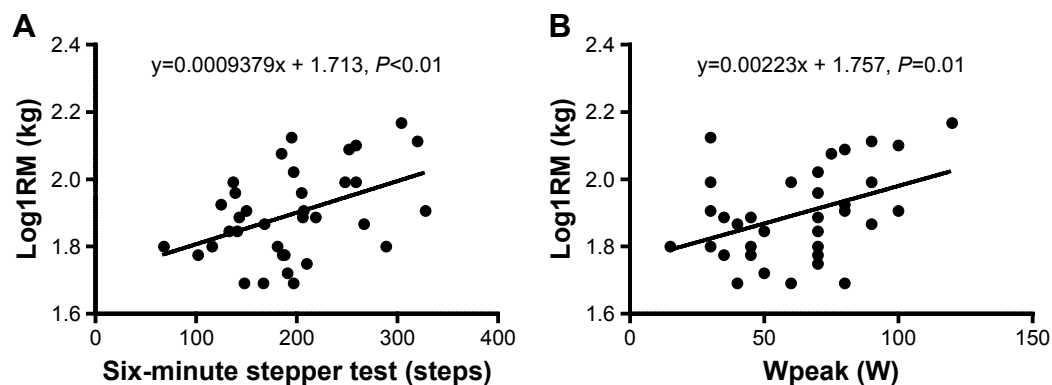 A
y=0.0009379x + 1.713, P<0.01
Log1RM (kg)
2.4
2.2
2.0
1.8
1.6
0 100 200 300 400
Six-minute stepper test (steps)
B
y=0.00223x + 1.757, P=0.01
Log1RM (kg)
2.4
2.2
2.0
1.8
1.6
0 50 100 150
Wpeak (W)